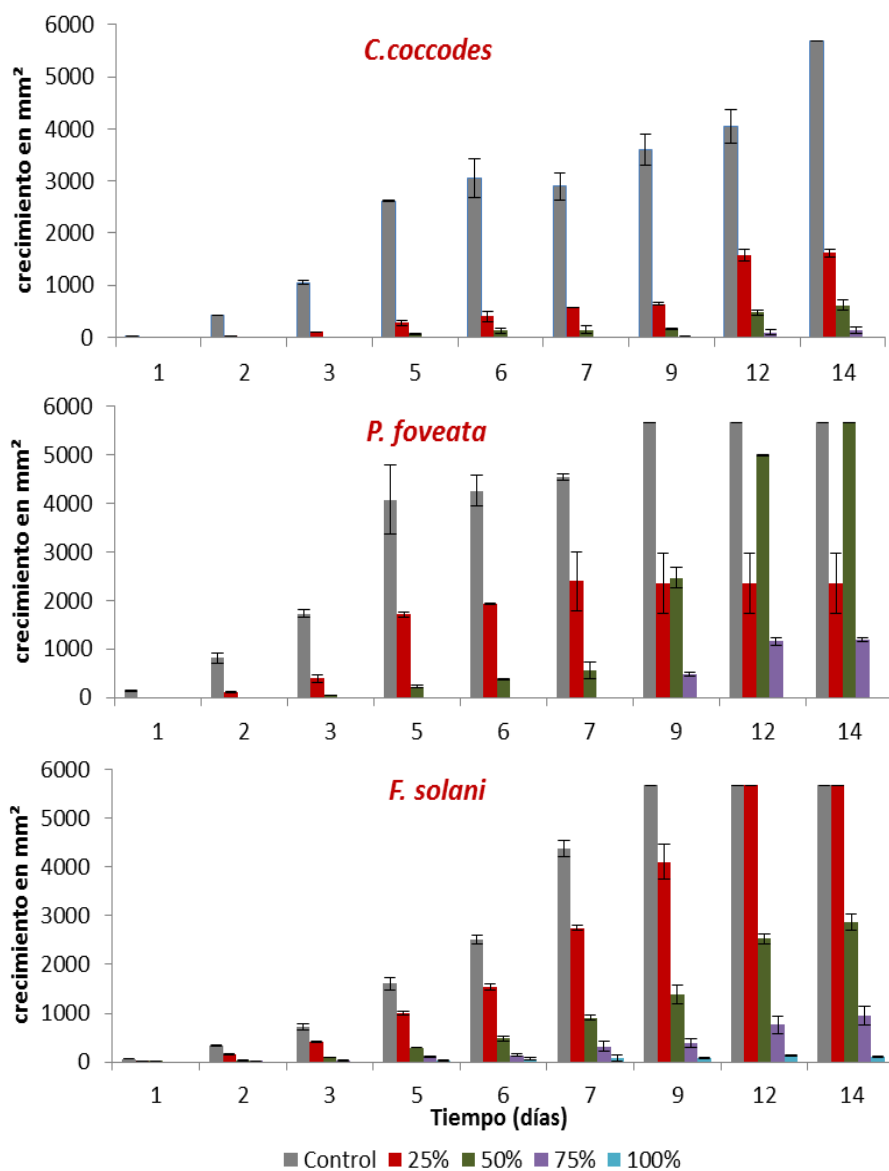 C.coccodes
crecimiento en mm²
6000
5000
4000
3000
2000
1000
0
1 2 3 5 6 7 9 12 14
P. foveata
crecimiento en mm²
6000
5000
4000
3000
2000
1000
0
1 2 3 5 6 7 9 12 14
F. solani
crecimiento en mm²
6000
5000
4000
3000
2000
1000
0
1 2 3 5 6 7 9 12 14
Tiempo (días)
Control 25% 50% 75% 100%